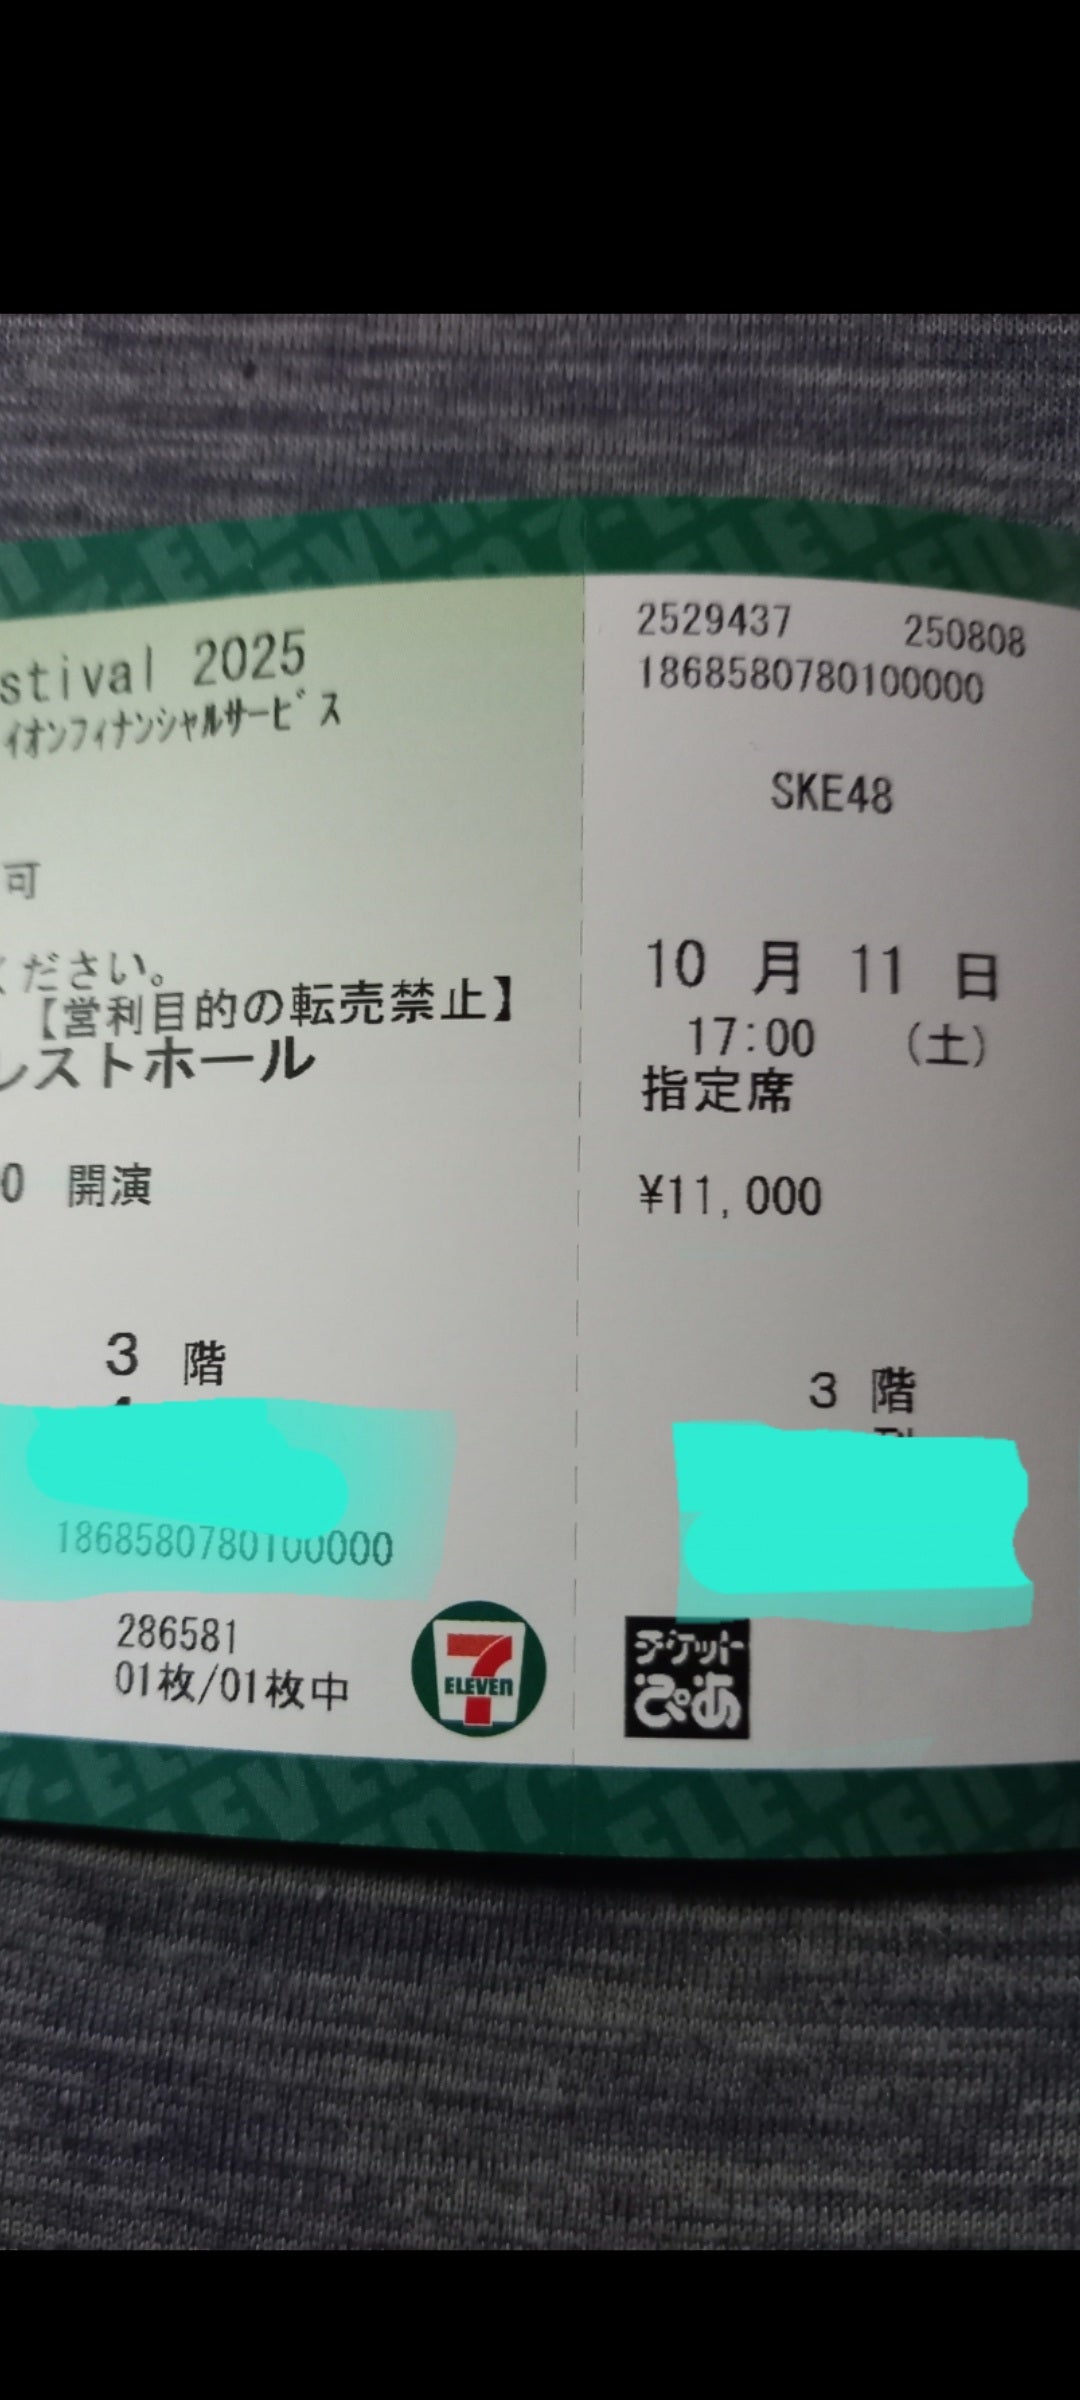 stival 2025
イオンフィナンシャルサービス
可
ください。
【営利目的の転売禁止】
レストホール
0 開演
3 階
1868580780100000
286581
01枚/01枚中
7
ELEVEN
2529437 250808
1868580780100000
SKE48
10 月 11 日
17:00 (土)
指定席
¥11,000
3 階
チケット
ぴあ